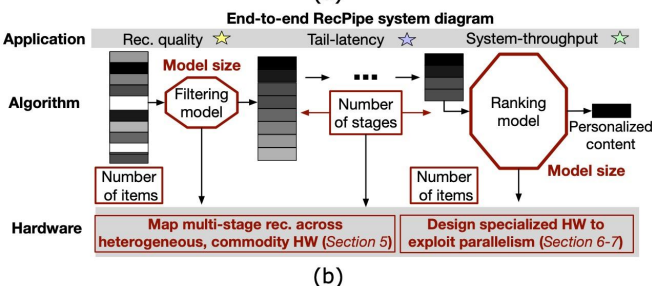 End-to-end RecPipe system diagram
Application Rec. quality Tail-latency System-throughput
Model size
Algorithm
Filtering
model
Number
of stages
Ranking
model
Personalized
content
Model size
Number
of items
Number
of items
Hardware
Map multi-stage rec. across
heterogeneous, commodity HW (Section 5)
Design specialized HW to
exploit parallelism (Section 6-7)
(b)